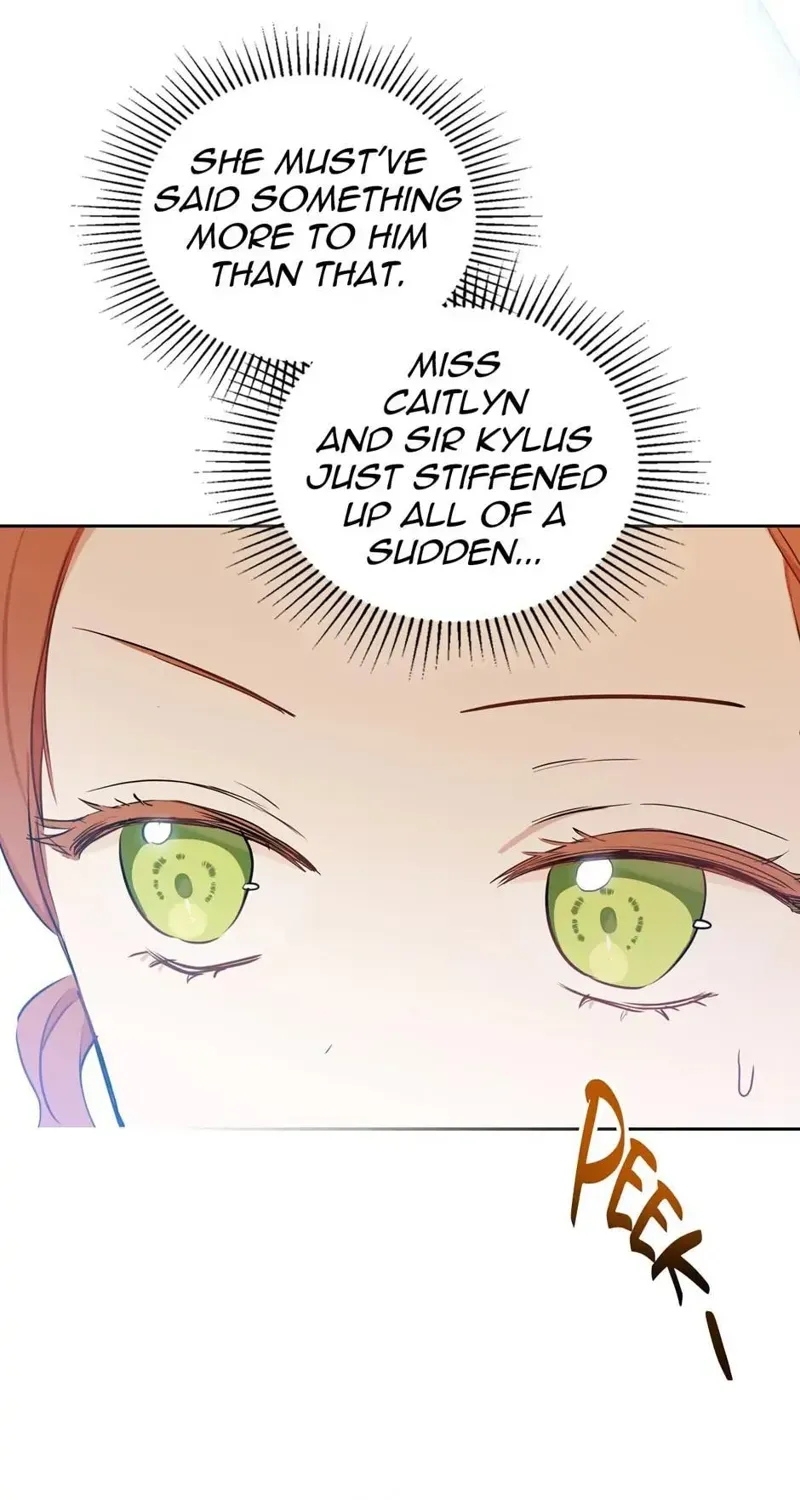 SHE MUST'VE
SAID SOMETHING
MORE TO HIM
THAN THAT.
MISS
CAITLYN
AND SIR KYLUS
JUST STIFFENED
UP ALL OF A
SUDDEN...
PEEK